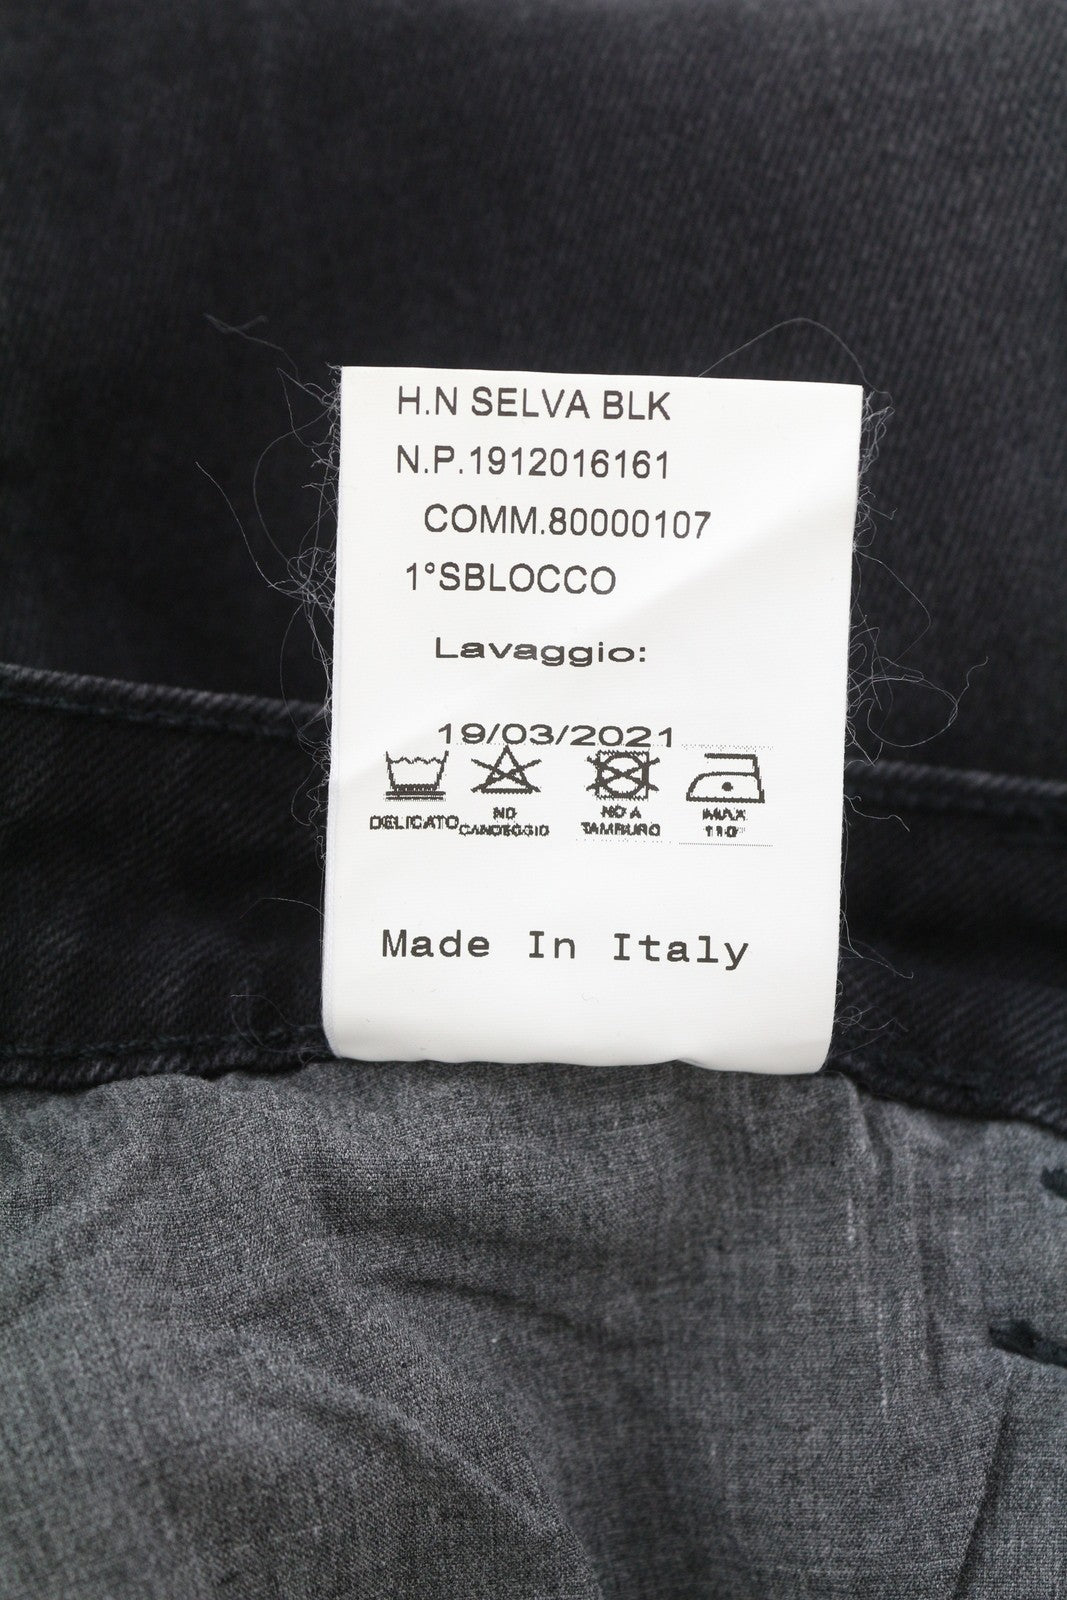 H.N SELVA BLK
N.P.1912016161
COMM.80000107
1°SBLOCCO
Lavaggio:
19/03/2021
DELICATO
NO CANDEGGIO
NO A TAMBURO
MAX 110°
Made In Italy